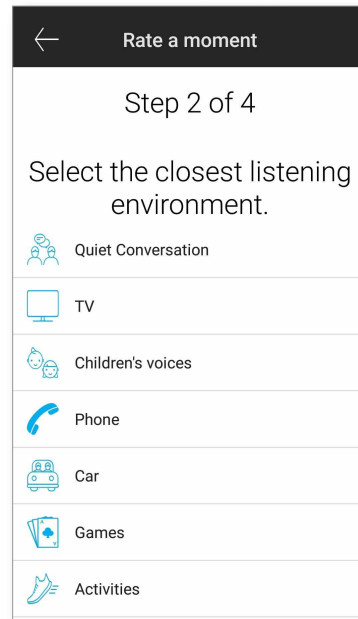 Rate a moment
Step 2 of 4
Select the closest listening
environment.
Quiet Conversation
TV
Children's voices
Phone
Car
Games
Activities